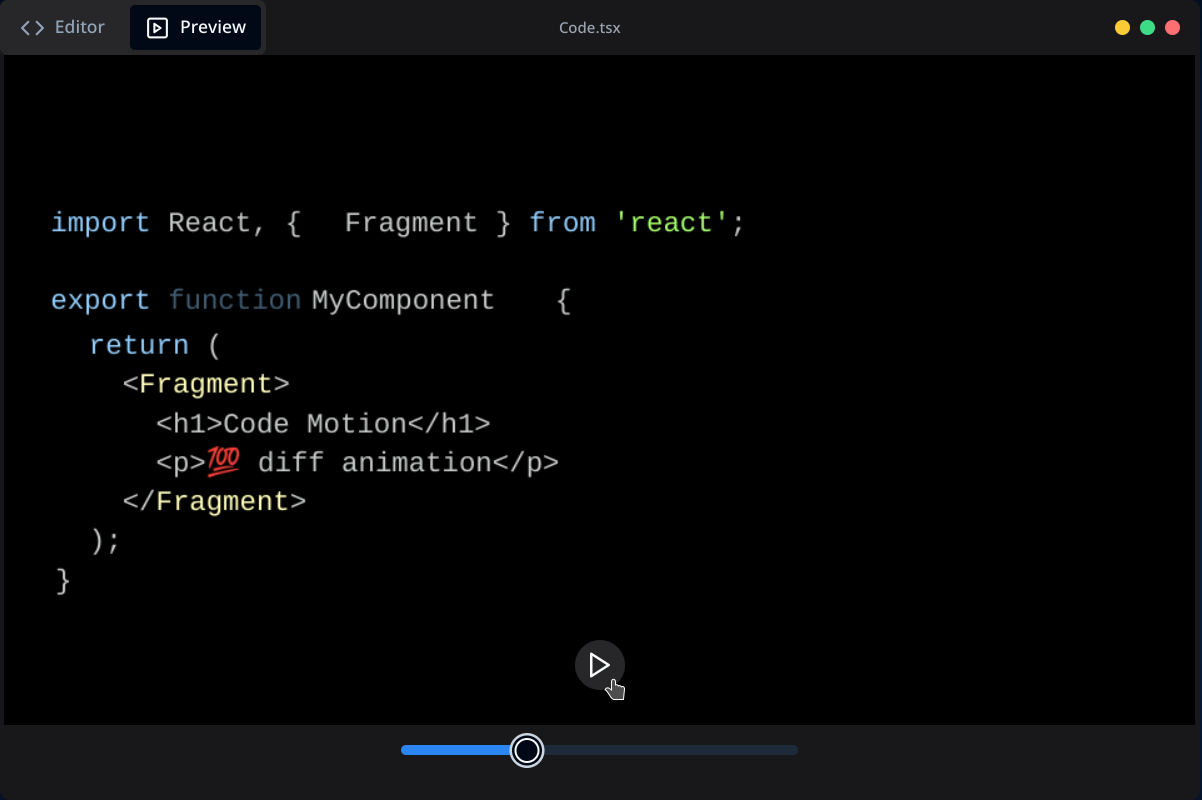 Editor Preview Code.tsx
import React, { Fragment } from 'react';
export function MyComponent {
return (
<Fragment>
<h1>Code Motion</h1>
<p>💯 diff animation</p>
</Fragment>
);
}